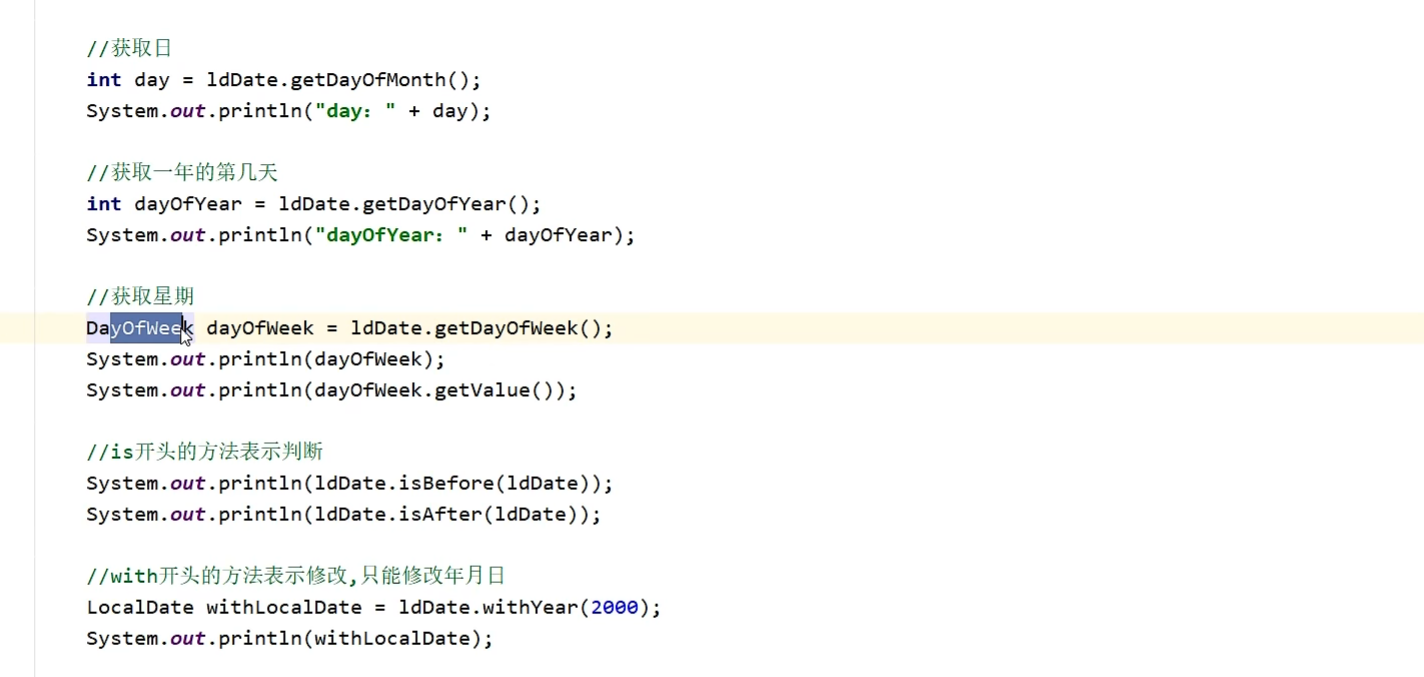 //获取日
int day = ldDate.getDayOfMonth();
System.out.println("day: " + day);
//获取一年的第几天
int dayOfYear = ldDate.getDayOfYear();
System.out.println("dayOfYear: " + dayOfYear);
//获取星期
DayOfWeek dayOfWeek = ldDate.getDayOfWeek();
System.out.println(dayOfWeek);
System.out.println(dayOfWeek.getValue());
//is开头的方法表示判断
System.out.println(ldDate.isBefore(ldDate));
System.out.println(ldDate.isAfter(ldDate));
//with开头的方法表示修改,只能修改年月日
LocalDate withLocalDate = ldDate.withYear(2000);
System.out.println(withLocalDate);